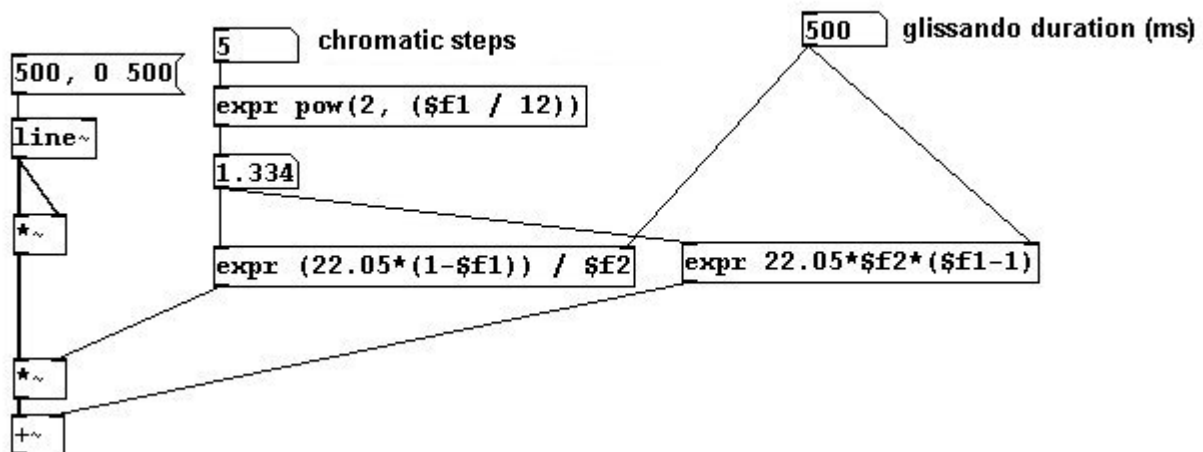 5
chromatic steps
500
glissando duration (ms)
500, 0 500
expr pow(2, ($f1 / 12))
line~
1.334
*~
expr (22.05*(1-$f1)) / $f2
expr 22.05*$f2*($f1-1)
*~
+~